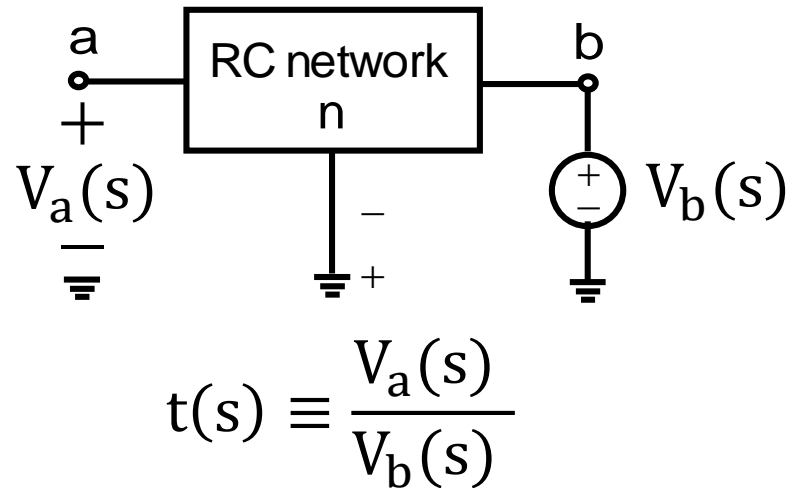 a
b
RC network
n
+
V_a(s)
−
−
+
+
−
V_b(s)
t(s) ≡ V_a(s) / V_b(s)